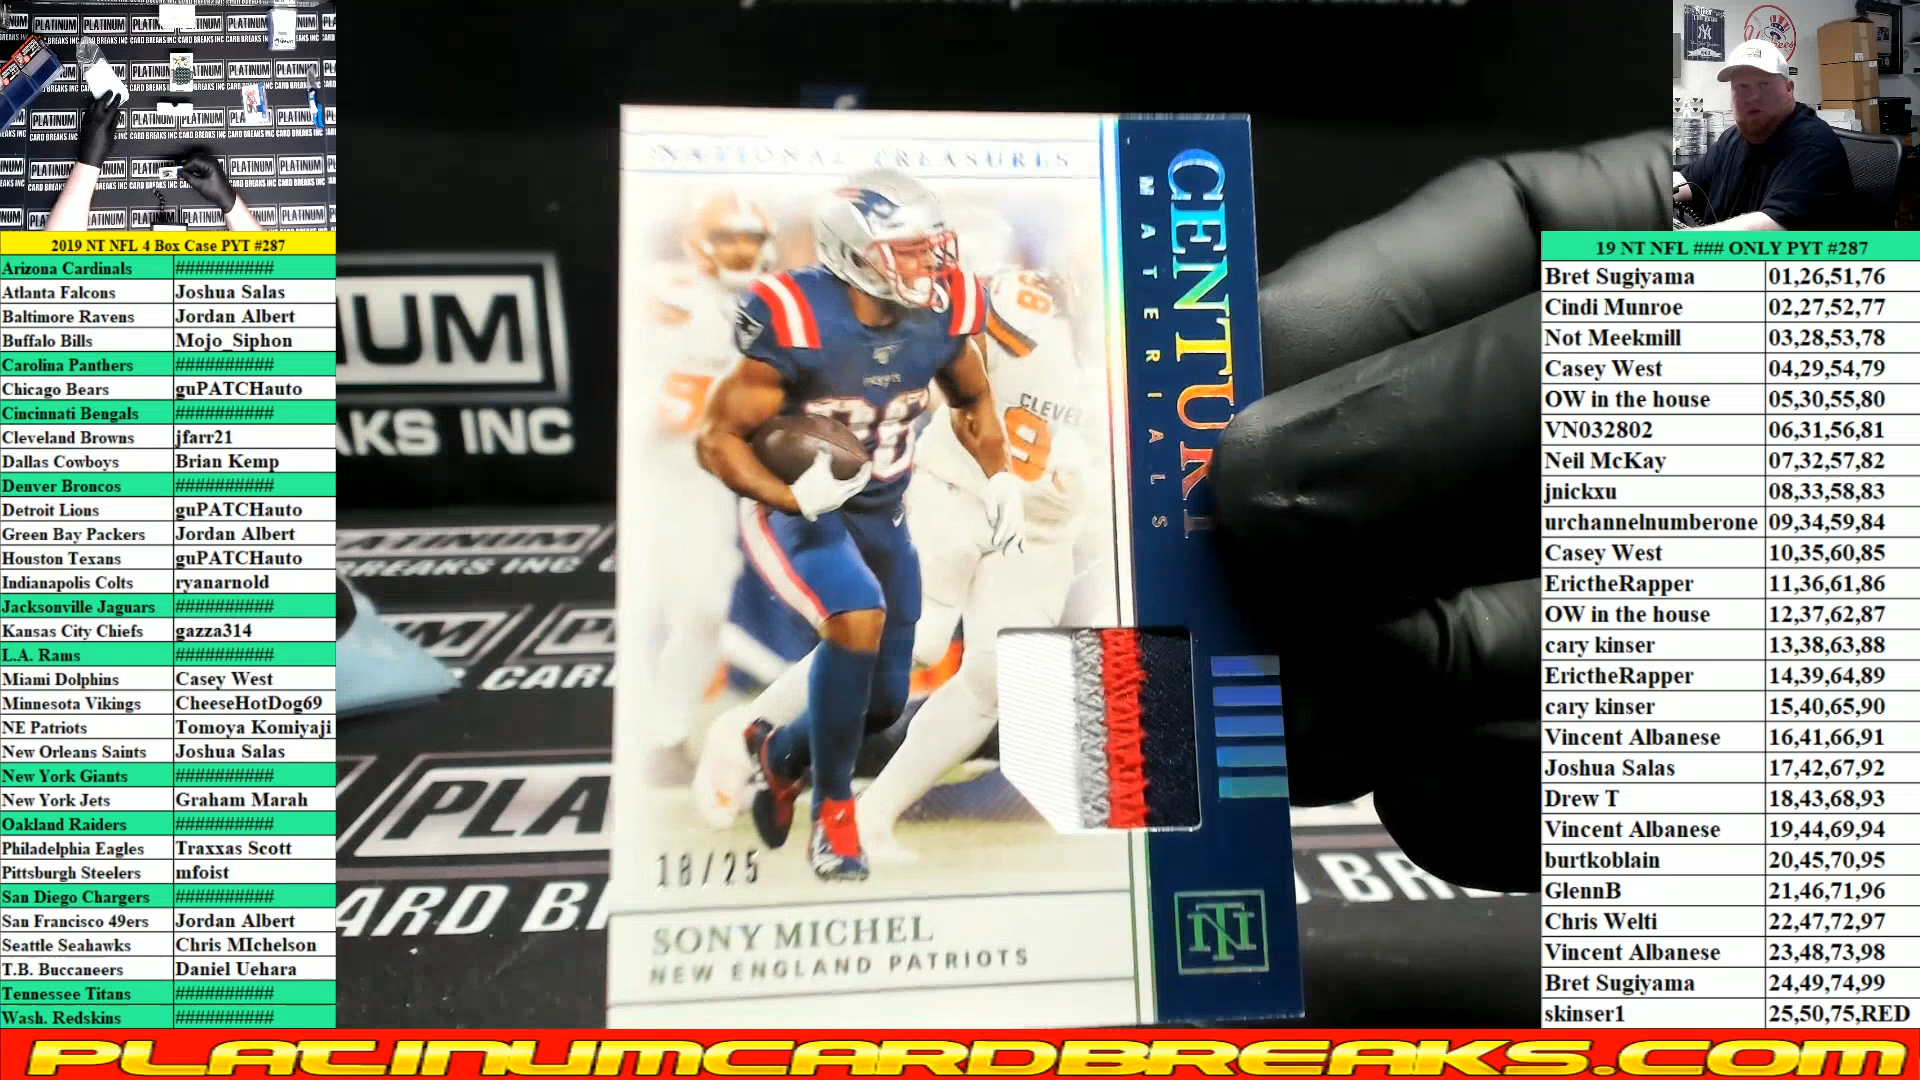 2019 NT NFL 4 Box Case PYT #287
Arizona Cardinals ##########
Atlanta Falcons Joshua Salas
Baltimore Ravens Jordan Albert
Buffalo Bills Mojo_Siphon
Carolina Panthers ##########
Chicago Bears guPATCHauto
Cincinnati Bengals ##########
Cleveland Browns jfarr21
Dallas Cowboys Brian Kemp
Denver Broncos ##########
Detroit Lions guPATCHauto
Green Bay Packers Jordan Albert
Houston Texans guPATCHauto
Indianapolis Colts ryanarnold
Jacksonville Jaguars ##########
Kansas City Chiefs gazza314
L.A. Rams ##########
Miami Dolphins Casey West
Minnesota Vikings CheeseHotDog69
NE Patriots Tomoya Komiyaji
New Orleans Saints Joshua Salas
New York Giants ##########
New York Jets Graham Marah
Oakland Raiders ##########
Philadelphia Eagles Traxxas Scott
Pittsburgh Steelers mfoist
San Diego Chargers ##########
San Francisco 49ers Jordan Albert
Seattle Seahawks Chris MIchelson
T.B. Buccaneers Daniel Uehara
Tennessee Titans ##########
Wash. Redskins ##########
NATIONAL TREASURES
CENTURY
MATERIALS
18/25
SONY MICHEL
NEW ENGLAND PATRIOTS
NT
19 NT NFL ### ONLY PYT #287
Bret Sugiyama 01,26,51,76
Cindi Munroe 02,27,52,77
Not Meekmill 03,28,53,78
Casey West 04,29,54,79
OW in the house 05,30,55,80
VN032802 06,31,56,81
Neil McKay 07,32,57,82
jnickxu 08,33,58,83
urchannelnumberone 09,34,59,84
Casey West 10,35,60,85
ErictheRapper 11,36,61,86
OW in the house 12,37,62,87
cary kinser 13,38,63,88
ErictheRapper 14,39,64,89
cary kinser 15,40,65,90
Vincent Albanese 16,41,66,91
Joshua Salas 17,42,67,92
Drew T 18,43,68,93
Vincent Albanese 19,44,69,94
burtkoblain 20,45,70,95
GlennB 21,46,71,96
Chris Welti 22,47,72,97
Vincent Albanese 23,48,73,98
Bret Sugiyama 24,49,74,99
skinser1 25,50,75,RED
PLATINUMCARDBREAKS.COM